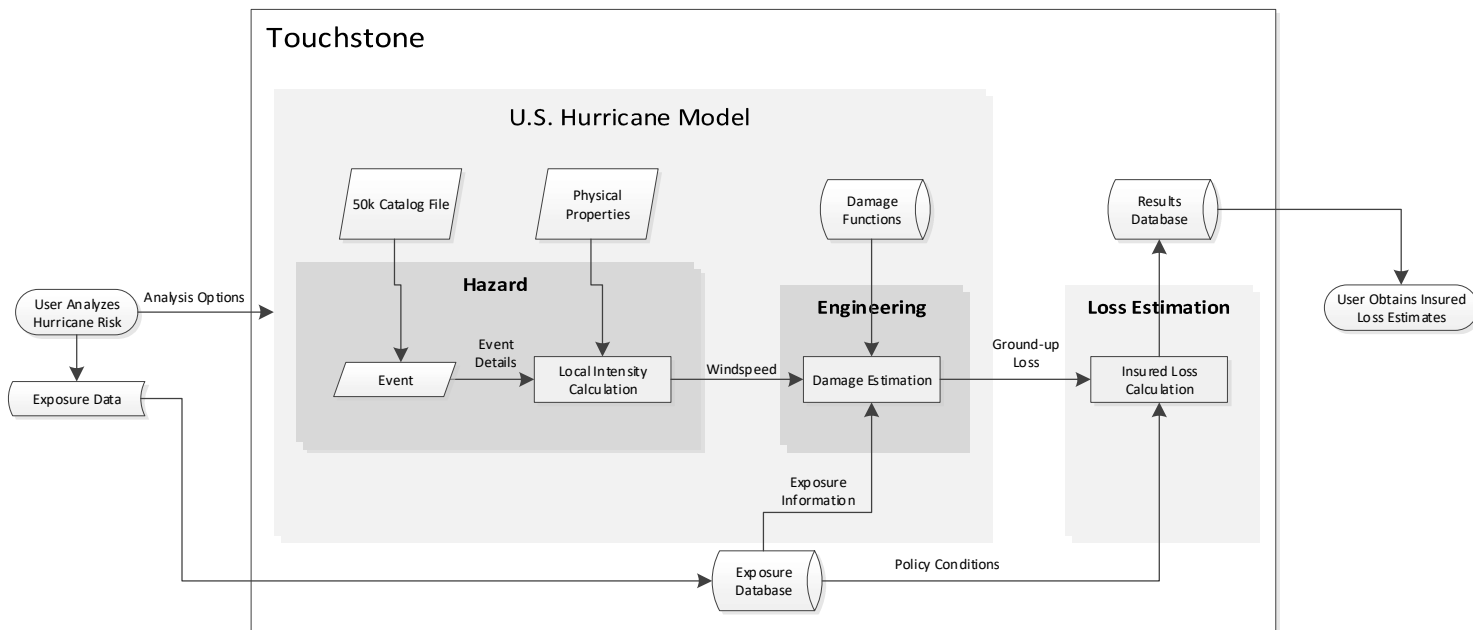 Touchstone
U.S. Hurricane Model
50k Catalog File
Physical
Properties
Damage
Functions
Results
Database
Hazard
User Analyzes
Hurricane Risk
Analysis Options
Engineering
Loss Estimation
User Obtains Insured
Loss Estimates
Event
Details
Ground-up
Loss
Exposure Data
Event
Local Intensity
Calculation
Windspeed
Damage Estimation
Insured Loss
Calculation
Exposure
Information
Exposure
Database
Policy Conditions